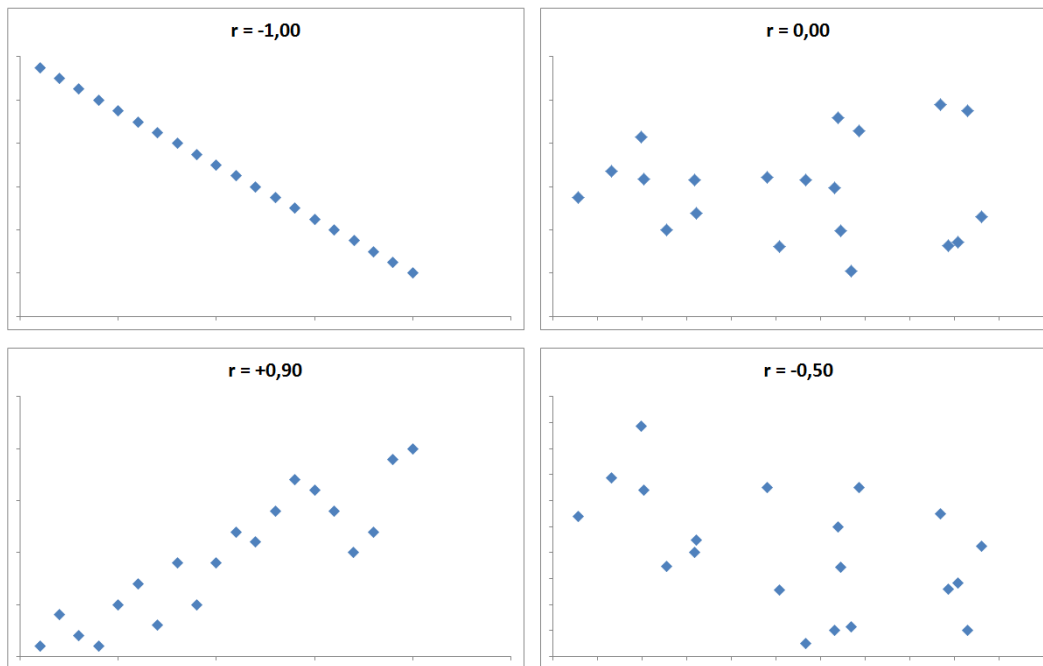 r = -1,00
r = 0,00
r = +0,90
r = -0,50